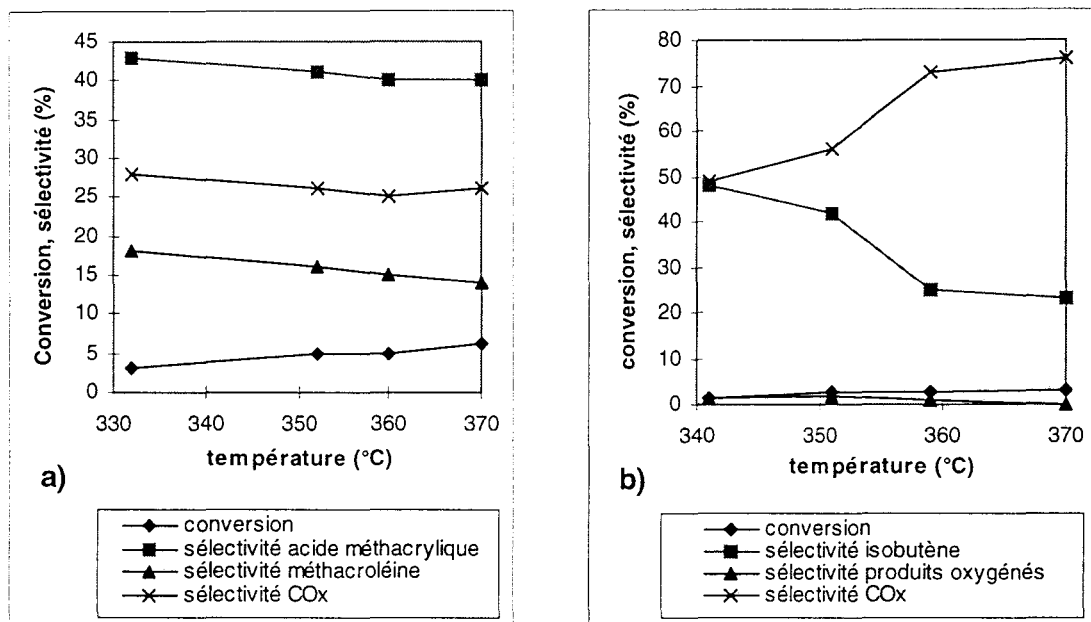 Conversion, sélectivité (%)
45
40
35
30
25
20
15
10
5
0
330
340
350
360
370
température (°C)
a)
conversion
sélectivité acide méthacrylique
sélectivité méthacroléine
sélectivité COx
conversion, sélectivité (%)
80
70
60
50
40
30
20
10
0
340
350
360
370
température (°C)
b)
conversion
sélectivité isobutène
sélectivité produits oxygénés
sélectivité COx